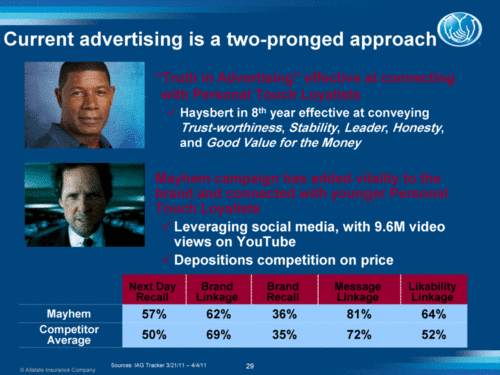 Current advertising is a two-pronged approach
"Truth in Advertising" effective at connecting
with Personal Touch Loyalists
✓ Haysbert in 8th year effective at conveying
Trust-worthiness, Stability, Leader, Honesty,
and Good Value for the Money
Mayhem campaign has added vitality to the
brand and connected with younger Personal
Touch Loyalists
✓ Leveraging social media, with 9.6M video
views on YouTube
✓ Depositions competition on price
Next Day Recall Brand Linkage Brand Recall Message Linkage Likability Linkage
Mayhem 57% 62% 36% 81% 64%
Competitor Average 50% 69% 35% 72% 52%
© Allstate Insurance Company
Sources: IAG Tracker 3/21/11 – 4/4/11
29